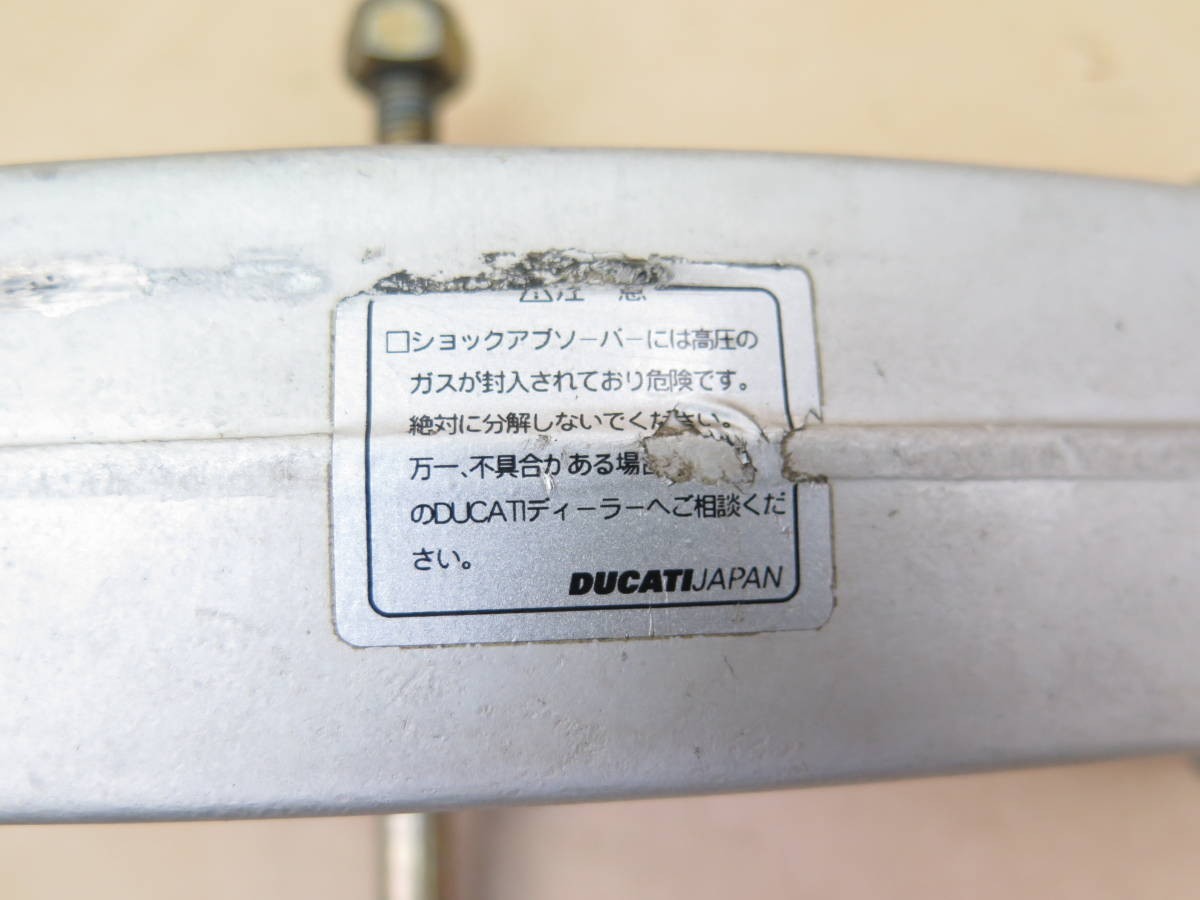 ⚠注 意
□ショックアブソーバーには高圧の
ガスが封入されており危険です。
絶対に分解しないでください。
万一、不具合がある場合
のDUCATIディーラーへご相談くだ
さい。
DUCATIJAPAN